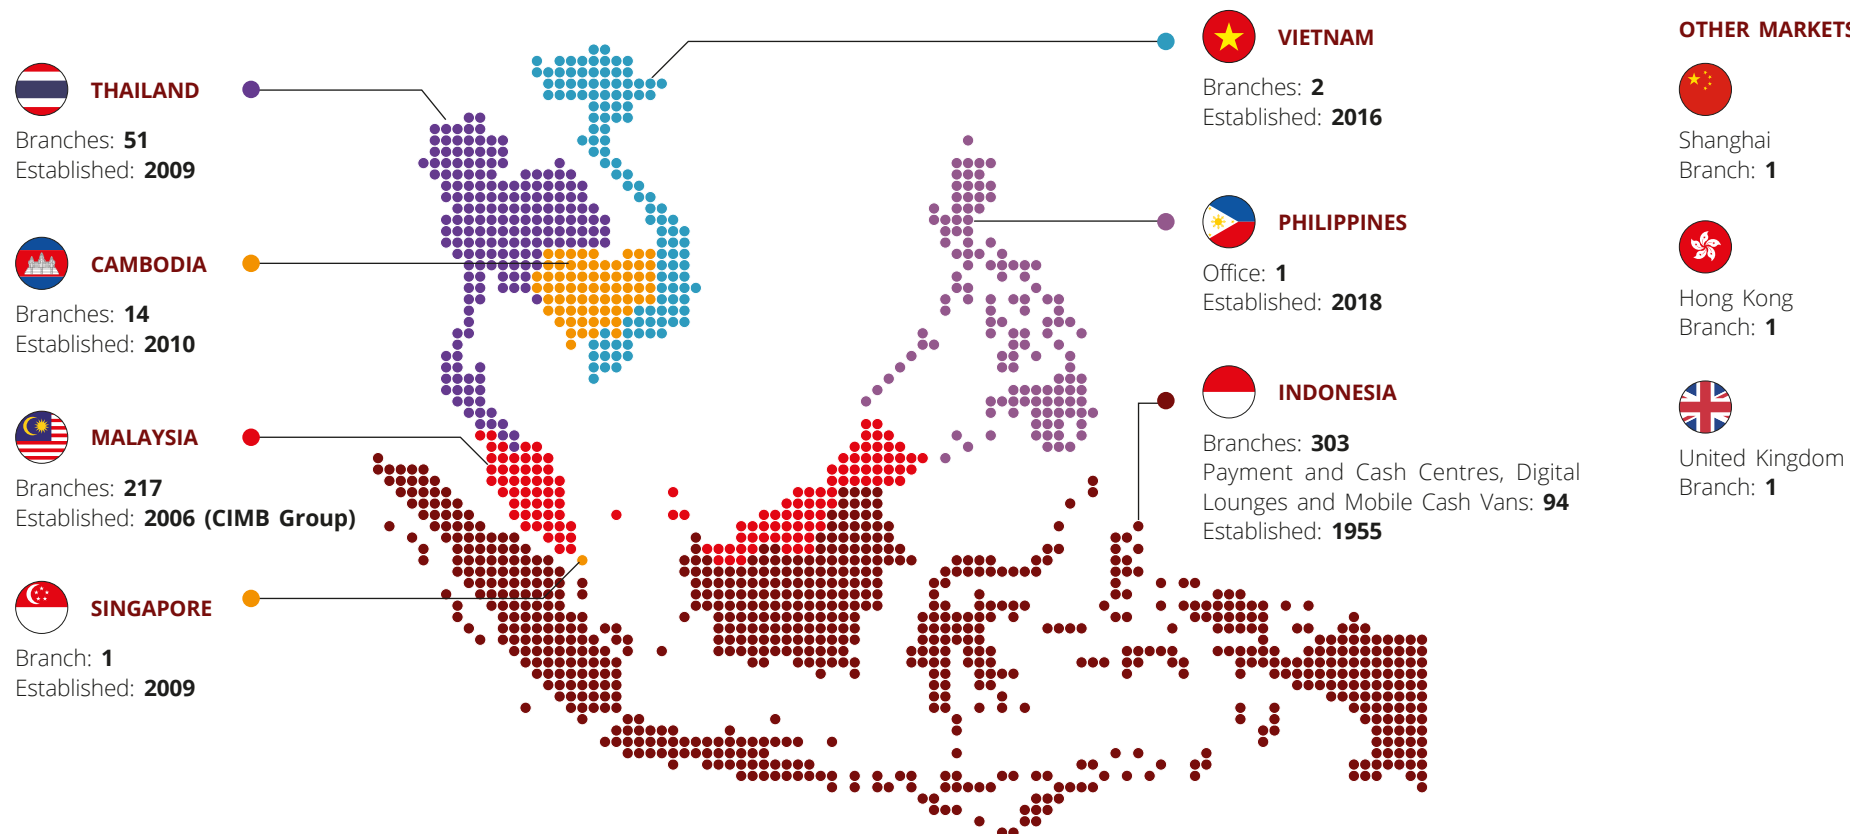 THAILAND
Branches: 51
Established: 2009
CAMBODIA
Branches: 14
Established: 2010
MALAYSIA
Branches: 217
Established: 2006 (CIMB Group)
SINGAPORE
Branch: 1
Established: 2009
VIETNAM
Branches: 2
Established: 2016
PHILIPPINES
Office: 1
Established: 2018
INDONESIA
Branches: 303
Payment and Cash Centres, Digital
Lounges and Mobile Cash Vans: 94
Established: 1955
OTHER MARKETS
Shanghai
Branch: 1
Hong Kong
Branch: 1
United Kingdom
Branch: 1